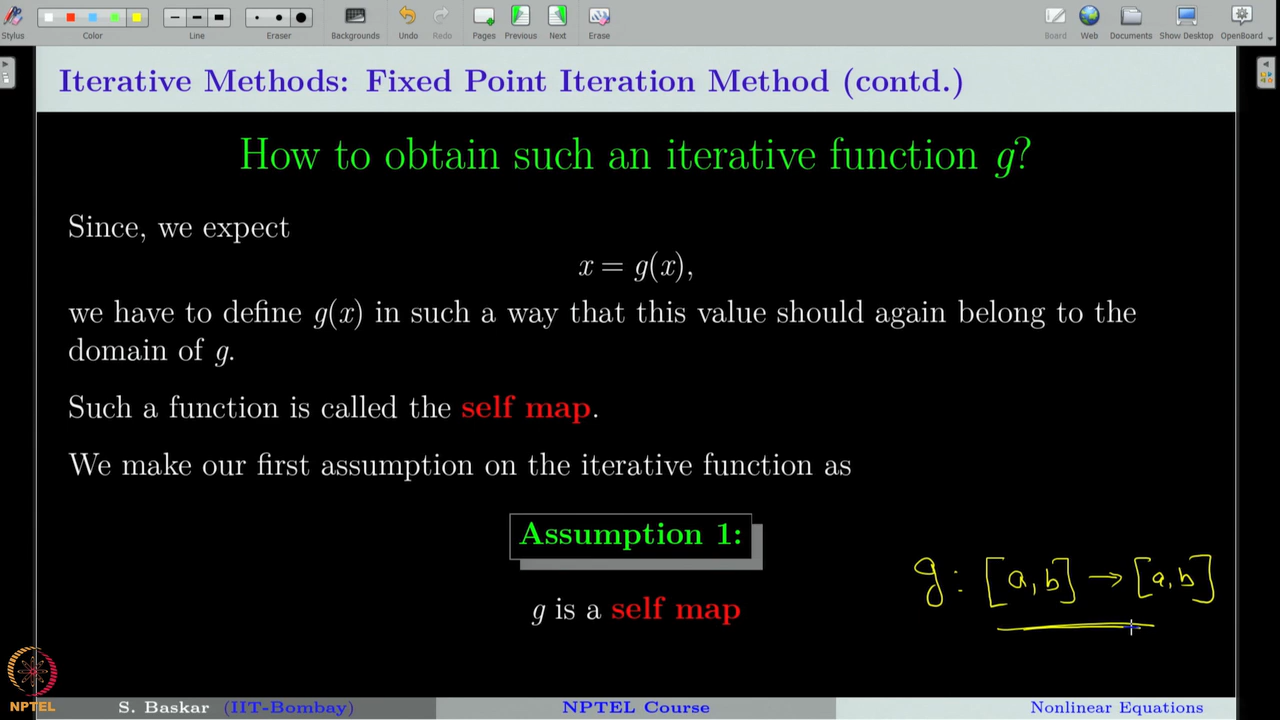 Stylus
Color
Line
Eraser
Backgrounds
Undo
Redo
Pages
Previous
Next
Erase
Board
Web
Documents
Show Desktop
OpenBoard
Iterative Methods: Fixed Point Iteration Method (contd.)
How to obtain such an iterative function g?
Since, we expect
x = g(x),
we have to define g(x) in such a way that this value should again belong to the
domain of g.
Such a function is called the self map.
We make our first assumption on the iterative function as
Assumption 1:
g : [a, b] → [a, b]
g is a self map
NPTEL
S. Baskar (IIT-Bombay)
NPTEL Course
Nonlinear Equations